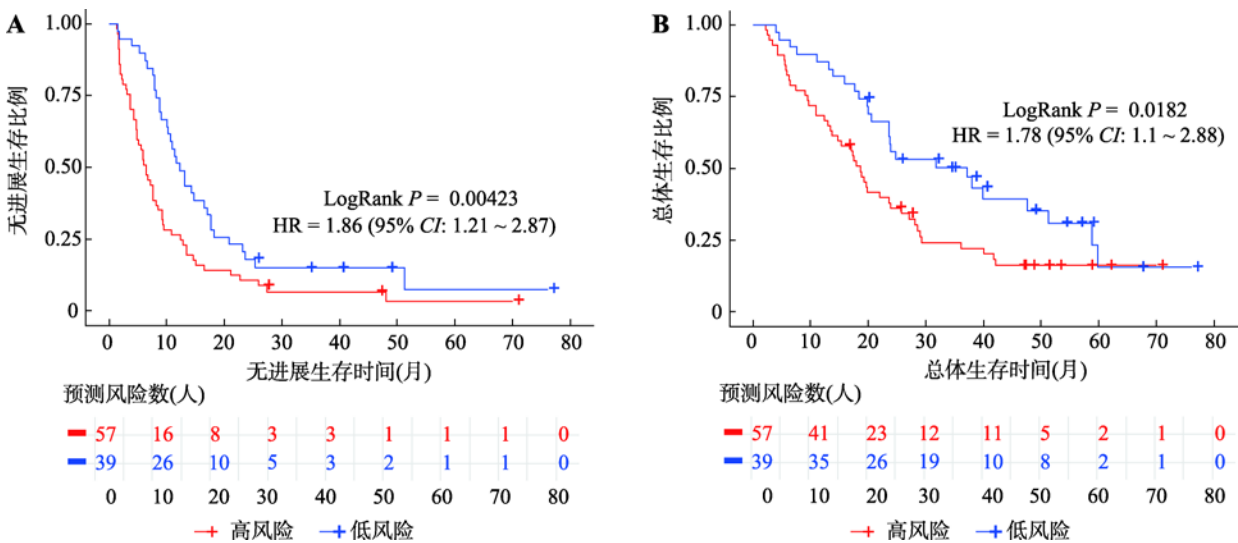 A
1.00
0.75
0.50
0.25
0
无进展生存比例
LogRank P = 0.00423
HR = 1.86 (95% CI: 1.21 ~ 2.87)
0 10 20 30 40 50 60 70 80
无进展生存时间(月)
预测风险数(人)
57 16 8 3 3 1 1 1 0
39 26 10 5 3 2 1 1 0
0 10 20 30 40 50 60 70 80
高风险 低风险
B
1.00
0.75
0.50
0.25
0
总体生存比例
LogRank P = 0.0182
HR = 1.78 (95% CI: 1.1 ~ 2.88)
0 10 20 30 40 50 60 70 80
总体生存时间(月)
预测风险数(人)
57 41 23 12 11 5 2 1 0
39 35 26 19 10 8 2 1 0
0 10 20 30 40 50 60 70 80
高风险 低风险